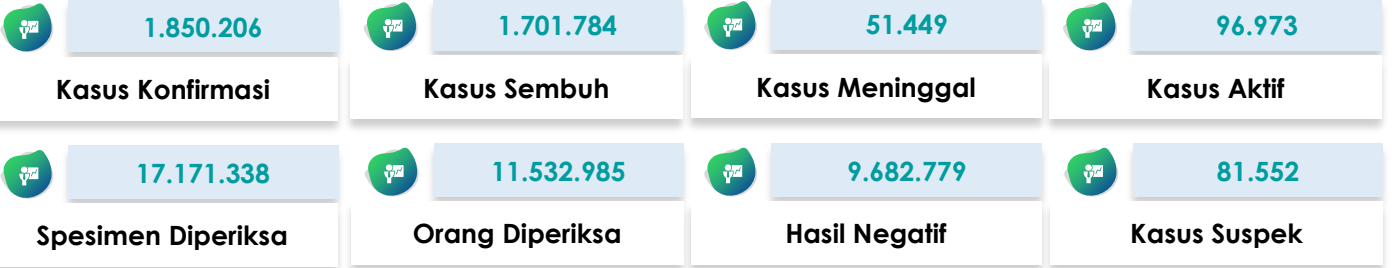 1.850.206
Kasus Konfirmasi
1.701.784
Kasus Sembuh
51.449
Kasus Meninggal
96.973
Kasus Aktif
17.171.338
Spesimen Diperiksa
11.532.985
Orang Diperiksa
9.682.779
Hasil Negatif
81.552
Kasus Suspek